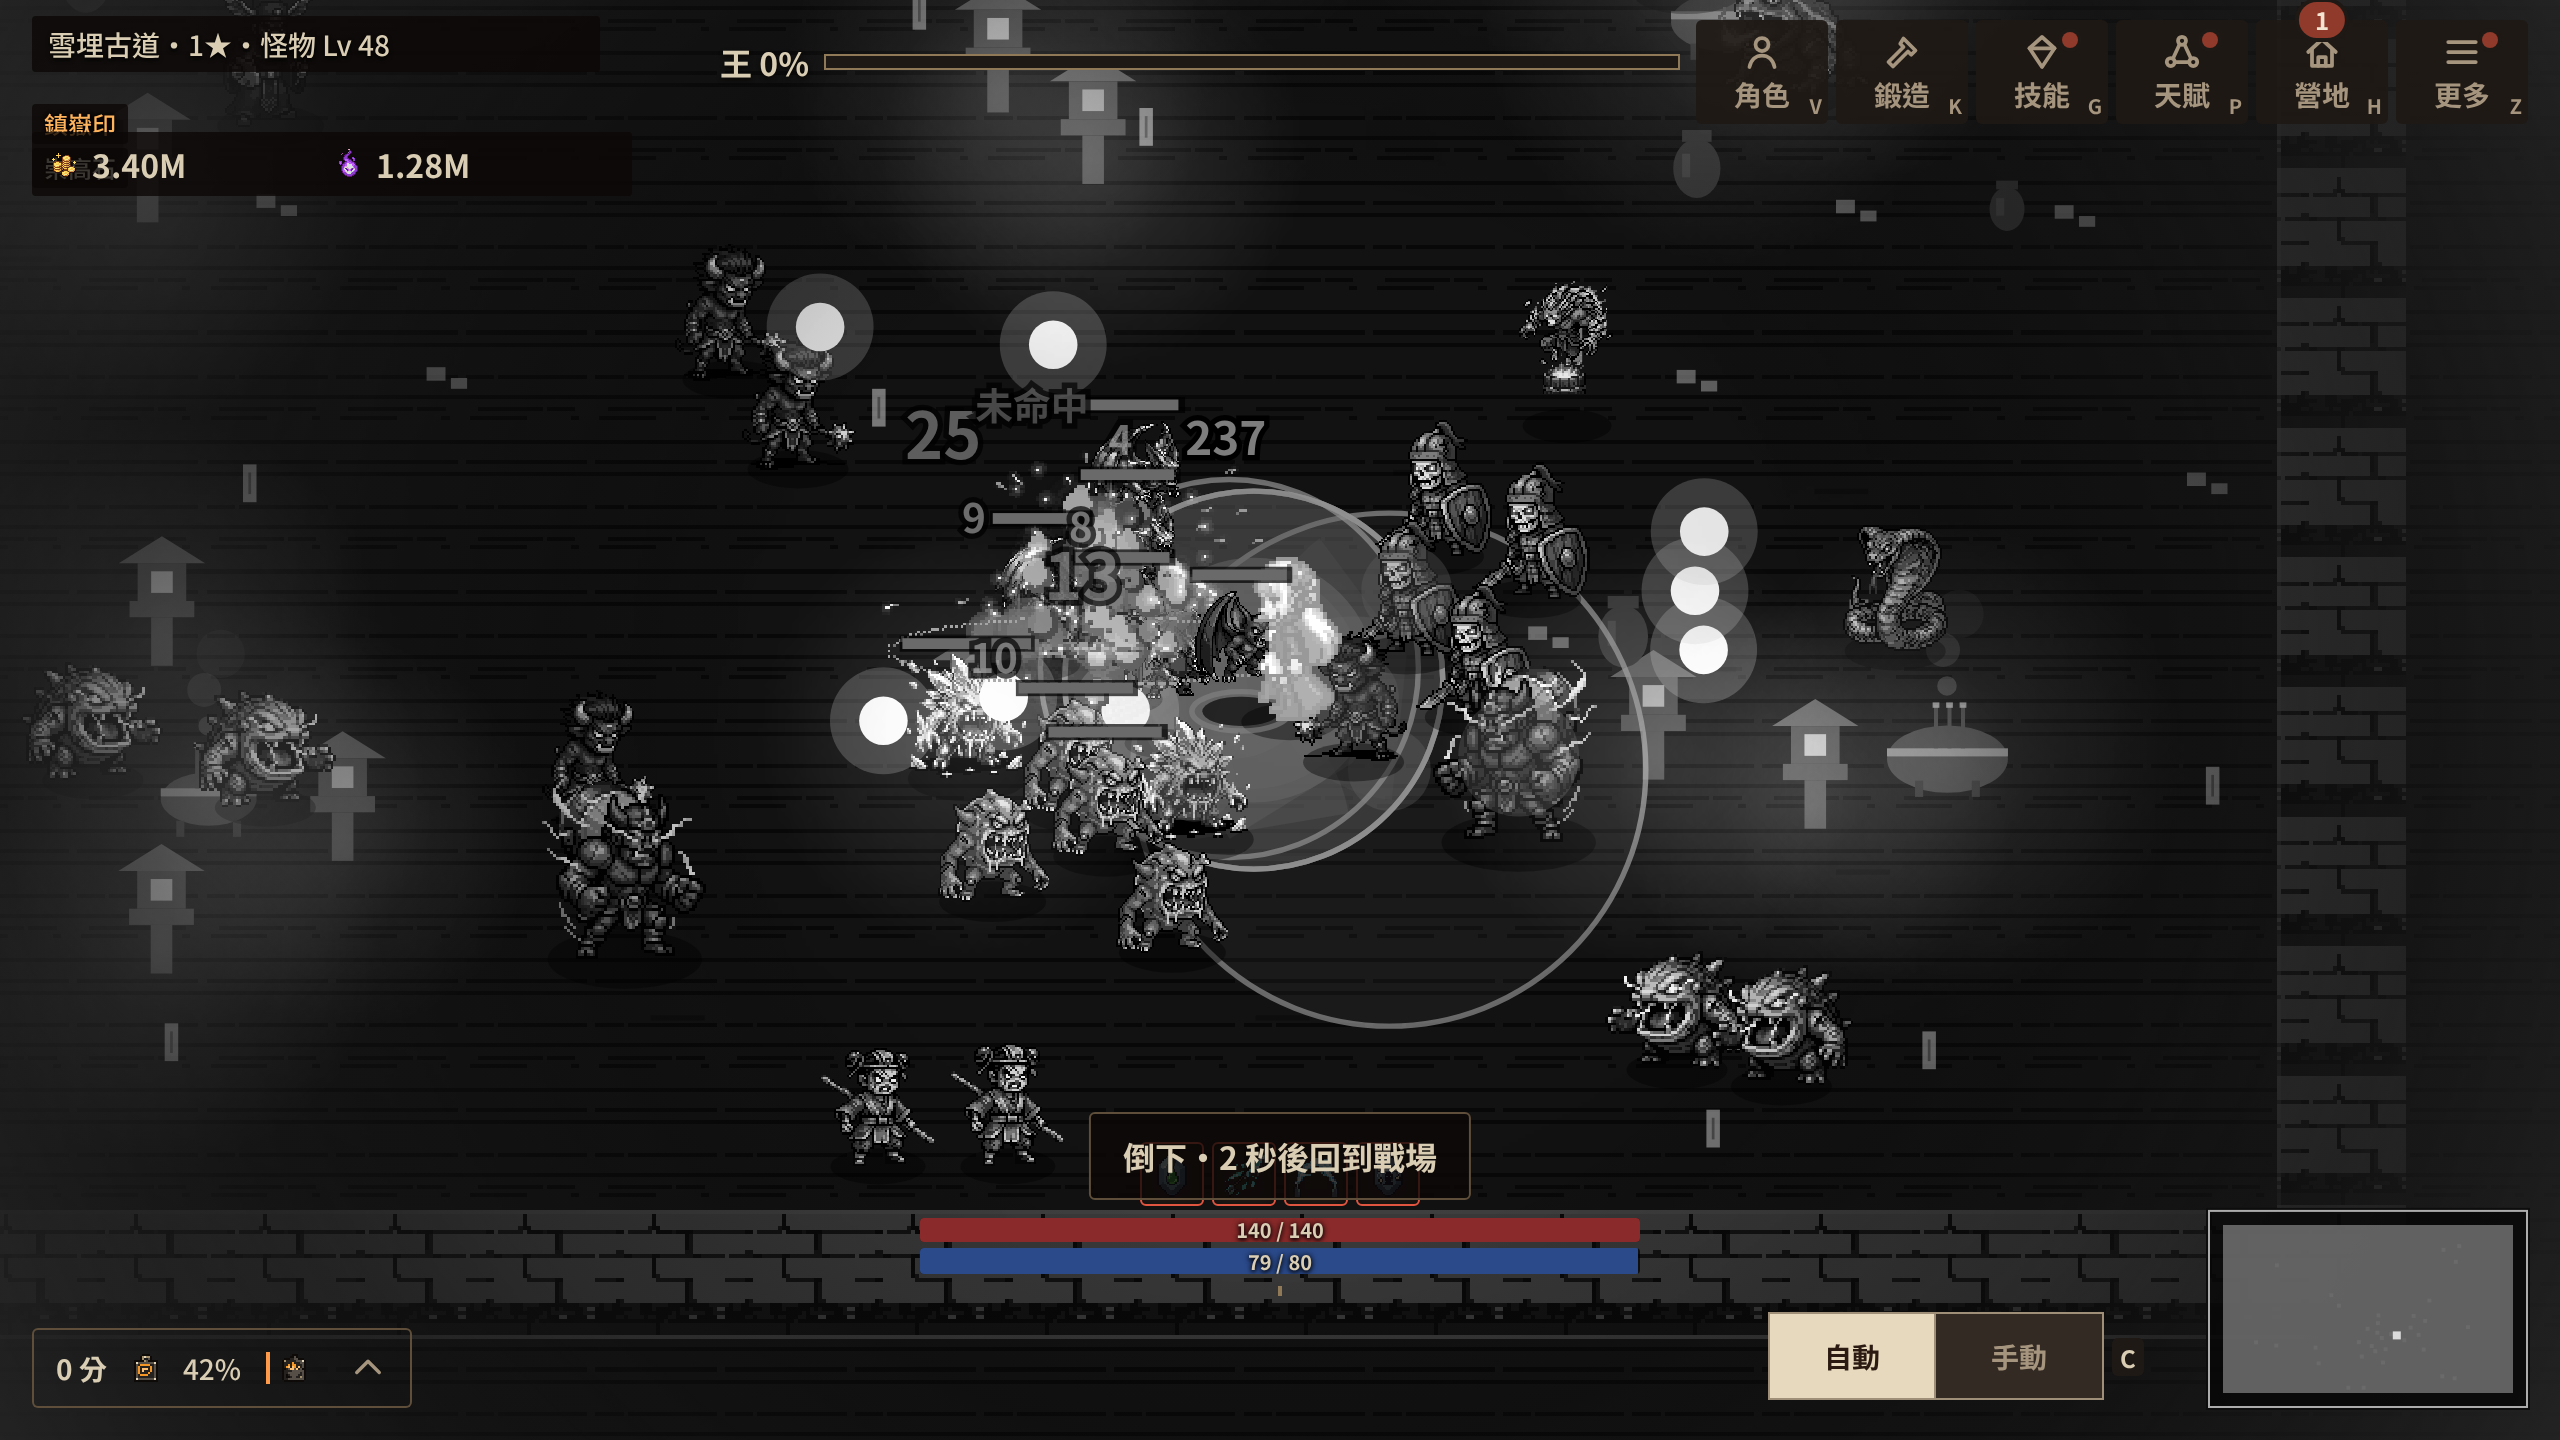 雪埋古道・1★・怪物 Lv 48
王 0%
1
角色 V
鍛造 K
技能 G
天賦 P
營地 H
更多 Z
鎮嶽印
3.40M
1.28M
25
未命中
4
237
9
8
13
10
倒下・2 秒後回到戰場
140 / 140
79 / 80
0 分
42%
自動
手動
C